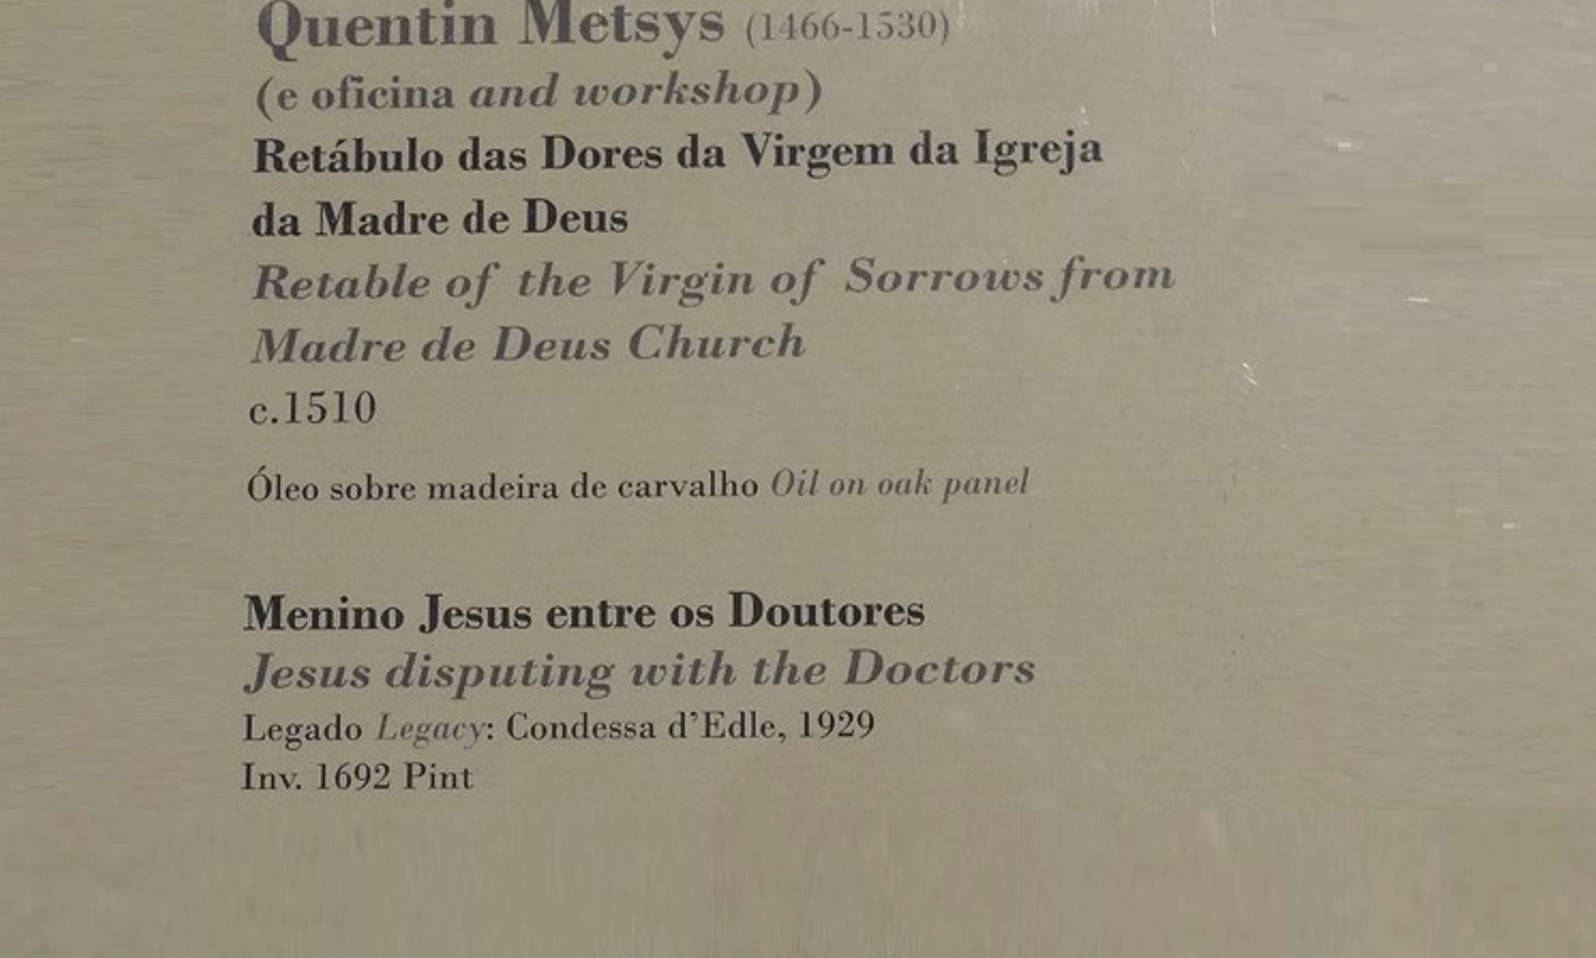 Quentin Metsys (1466-1530)
(e oficina and workshop)
Retábulo das Dores da Virgem da Igreja
da Madre de Deus
Retable of the Virgin of Sorrows from
Madre de Deus Church
c.1510
Óleo sobre madeira de carvalho Oil on oak panel
Menino Jesus entre os Doutores
Jesus disputing with the Doctors
Legado Legacy: Condessa d’Edle, 1929
Inv. 1692 Pint